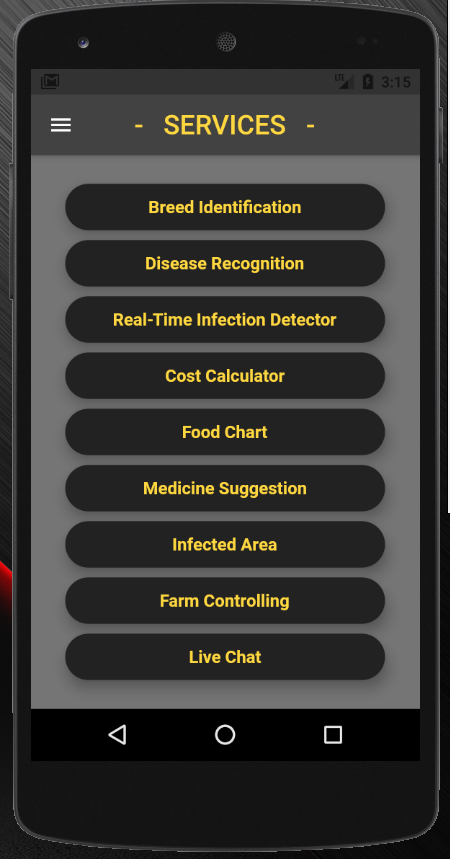 LTE 3:15
- SERVICES -
Breed Identification
Disease Recognition
Real-Time Infection Detector
Cost Calculator
Food Chart
Medicine Suggestion
Infected Area
Farm Controlling
Live Chat